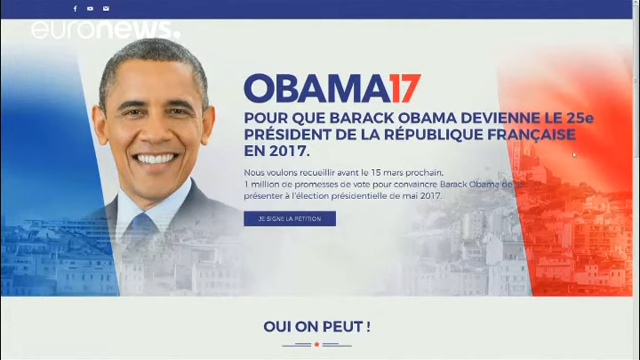 euronews.
OBAMA17
POUR QUE BARACK OBAMA DEVIENNE LE 25e
PRÉSIDENT DE LA RÉPUBLIQUE FRANÇAISE
EN 2017.
Nous voulons recueillir avant le 15 mars prochain,
1 million de promesses de vote pour convaincre Barack Obama de se
présenter à l'élection présidentielle de mai 2017.
JE SIGNE LA PÉTITION
OUI ON PEUT !